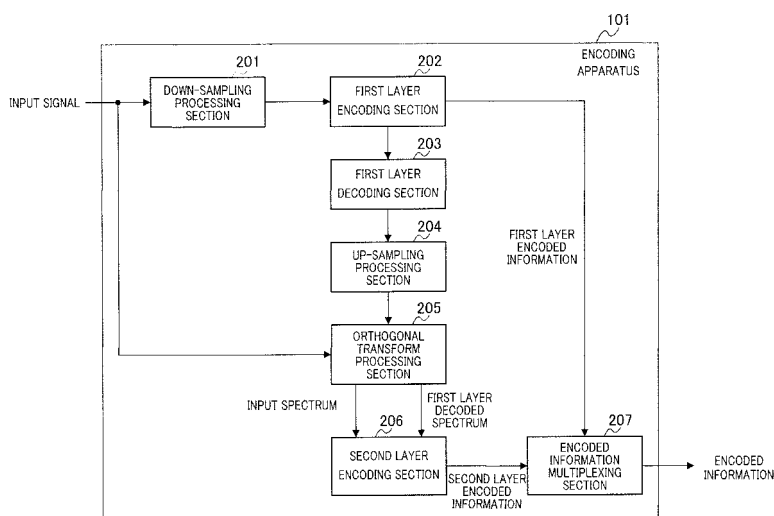 101
ENCODING
APPARATUS
201
202
INPUT SIGNAL
DOWN-SAMPLING
PROCESSING
SECTION
FIRST LAYER
ENCODING SECTION
203
FIRST LAYER
DECODING SECTION
204
UP-SAMPLING
PROCESSING
SECTION
FIRST LAYER
ENCODED
INFORMATION
205
ORTHOGONAL
TRANSFORM
PROCESSING
SECTION
INPUT SPECTRUM
FIRST LAYER
DECODED
SPECTRUM
206
207
SECOND LAYER
ENCODING SECTION
SECOND LAYER
ENCODED
INFORMATION
ENCODED
INFORMATION
MULTIPLEXING
SECTION
ENCODED
INFORMATION